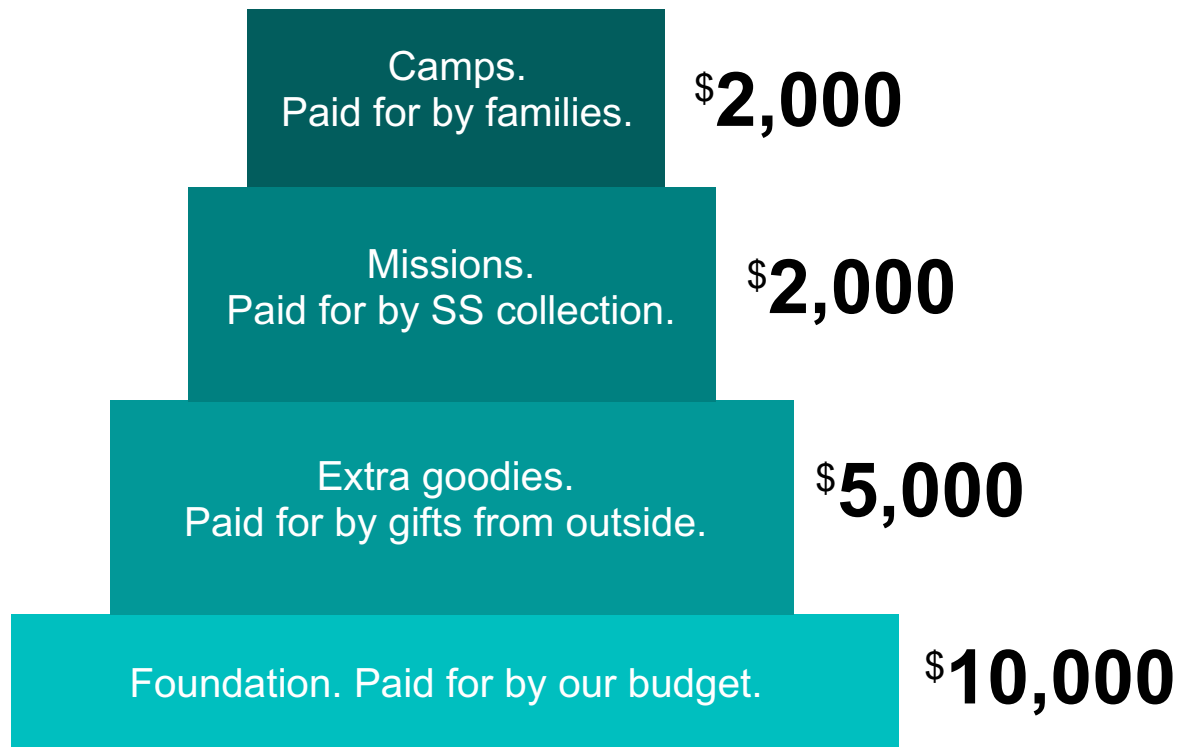 Camps.
Paid for by families.
$2,000
Missions.
Paid for by SS collection.
$2,000
Extra goodies.
Paid for by gifts from outside.
$5,000
Foundation. Paid for by our budget.
$10,000